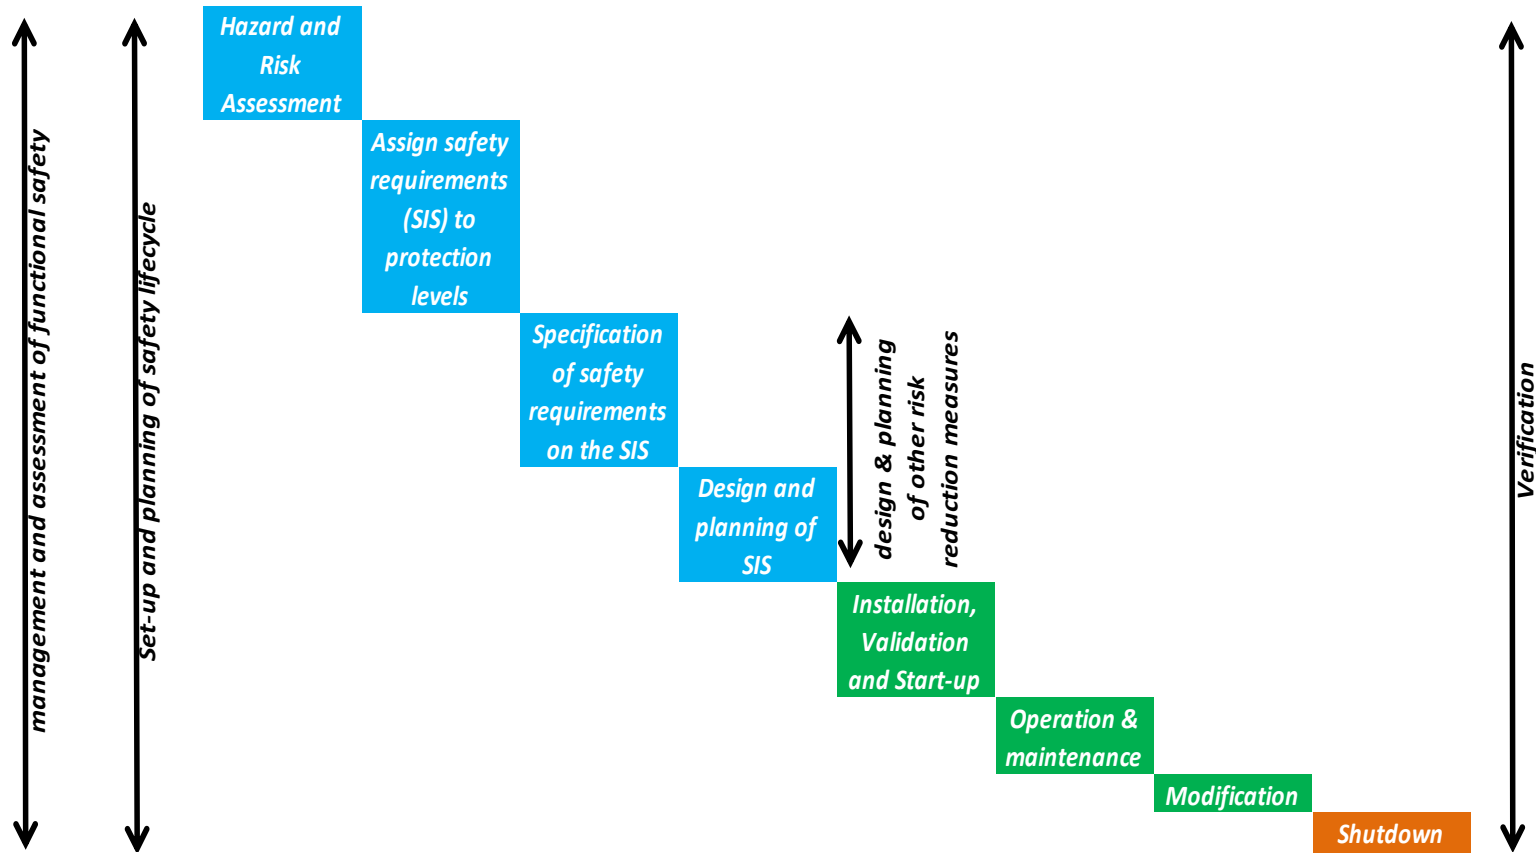 management and assessment of functional safety
Set-up and planning of safety lifecycle
Hazard and
Risk
Assessment
Assign safety
requirements
(SIS) to
protection
levels
Specification
of safety
requirements
on the SIS
Design and
planning of
SIS
design & planning
of other risk
reduction measures
Installation,
Validation
and Start-up
Operation &
maintenance
Modification
Shutdown
Verification